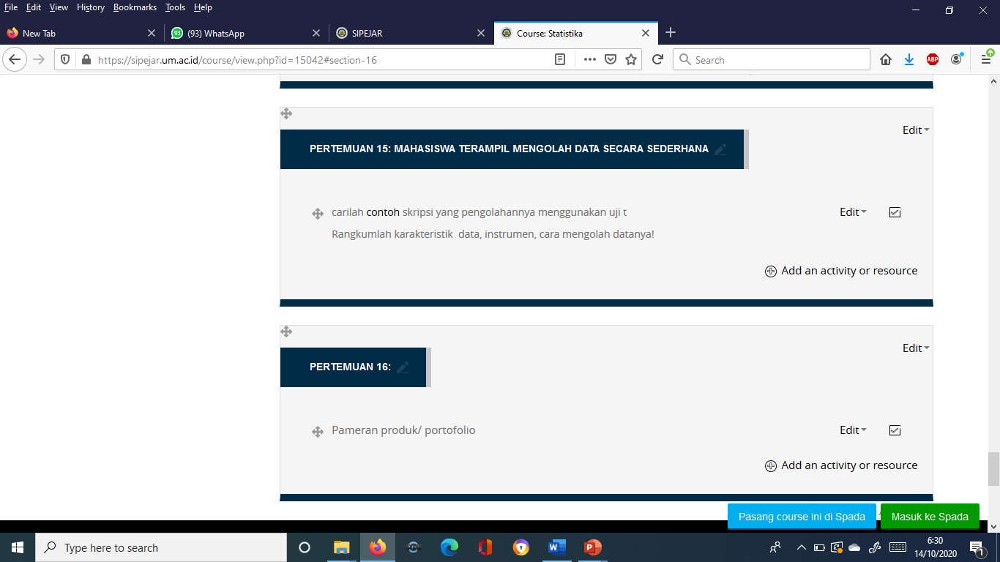 File Edit View History Bookmarks Tools Help
New Tab
93 (93) WhatsApp
SIPEJAR
Course: Statistika
https://sipejar.um.ac.id/course/view.php?id=15042#section-16
Search
ABP
Edit
PERTEMUAN 15: MAHASISWA TERAMPIL MENGOLAH DATA SECARA SEDERHANA
carilah contoh skripsi yang pengolahannya menggunakan uji t
Edit
Rangkumlah karakteristik data, instrumen, cara mengolah datanya!
Add an activity or resource
Edit
PERTEMUAN 16:
Pameran produk/ portofolio
Edit
Add an activity or resource
Pasang course ini di Spada
Masuk ke Spada
Type here to search
6:30
14/10/2020
1